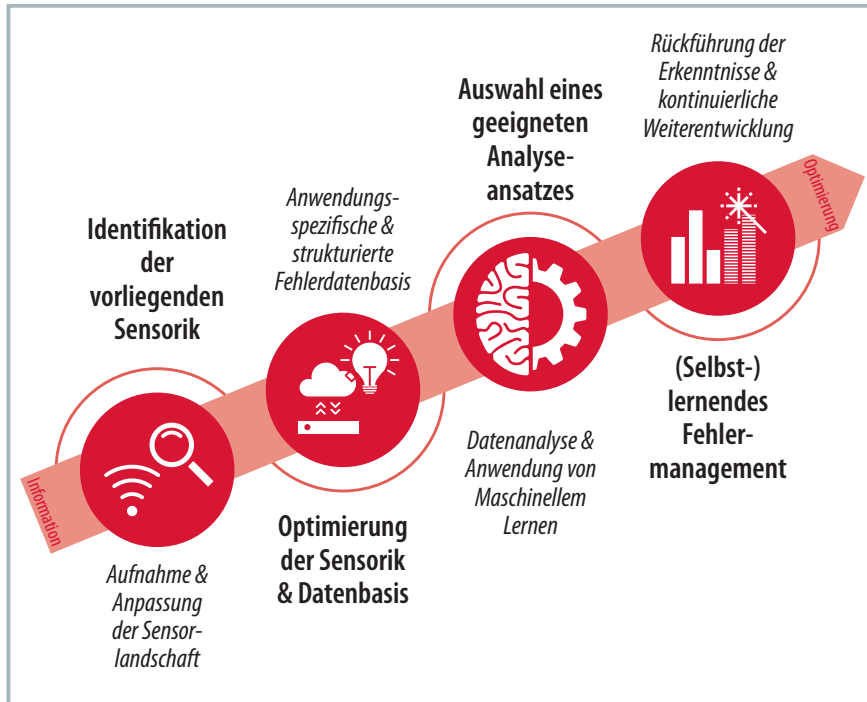 Information
Identifikation
der
vorliegenden
Sensorik
Aufnahme &
Anpassung
der Sensor-
landschaft
Anwendungs-
spezifische &
strukturierte
Fehlerdatenbasis
Optimierung
der Sensorik
& Datenbasis
Auswahl eines
geeigneten
Analyse-
ansatzes
Datenanalyse &
Anwendung von
Maschinellem
Lernen
Rückführung der
Erkenntnisse &
kontinuierliche
Weiterentwicklung
(Selbst-)
lernendes
Fehler-
management
Optimierung